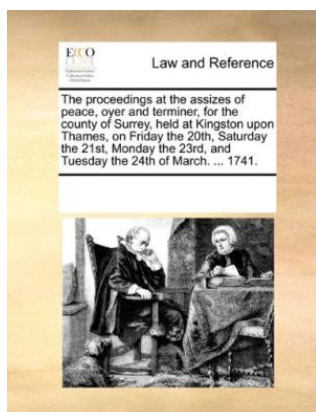 ECCO
Law and Reference
The proceedings at the assizes of
peace, oyer and terminer, for the
county of Surrey, held at Kingston upon
Thames, on Friday the 20th, Saturday
the 21st, Monday the 23rd, and
Tuesday the 24th of March. ... 1741.